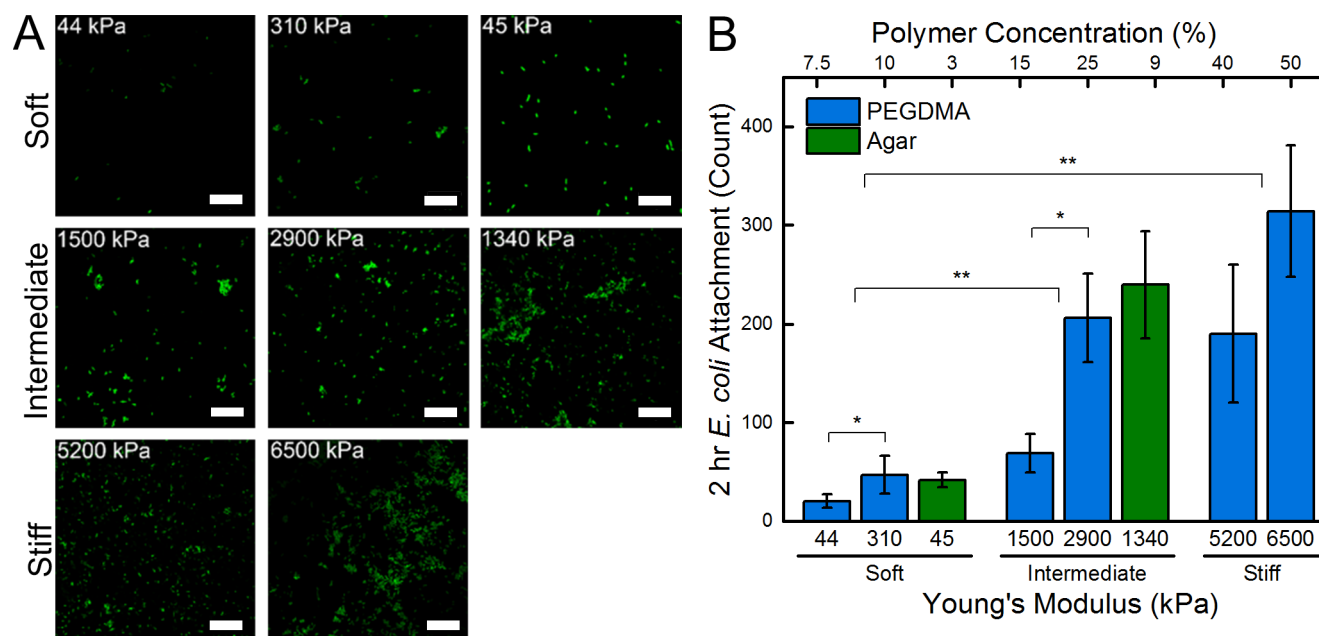 A
44 kPa
310 kPa
45 kPa
Soft
1500 kPa
2900 kPa
1340 kPa
Intermediate
5200 kPa
6500 kPa
Stiff
B
Polymer Concentration (%)
7.5 10 3 15 25 9 40 50
PEGDMA
Agar
2 hr E. coli Attachment (Count)
400
300
200
100
0
**
*
**
*
44 310 45 1500 2900 1340 5200 6500
Soft Intermediate Stiff
Young's Modulus (kPa)